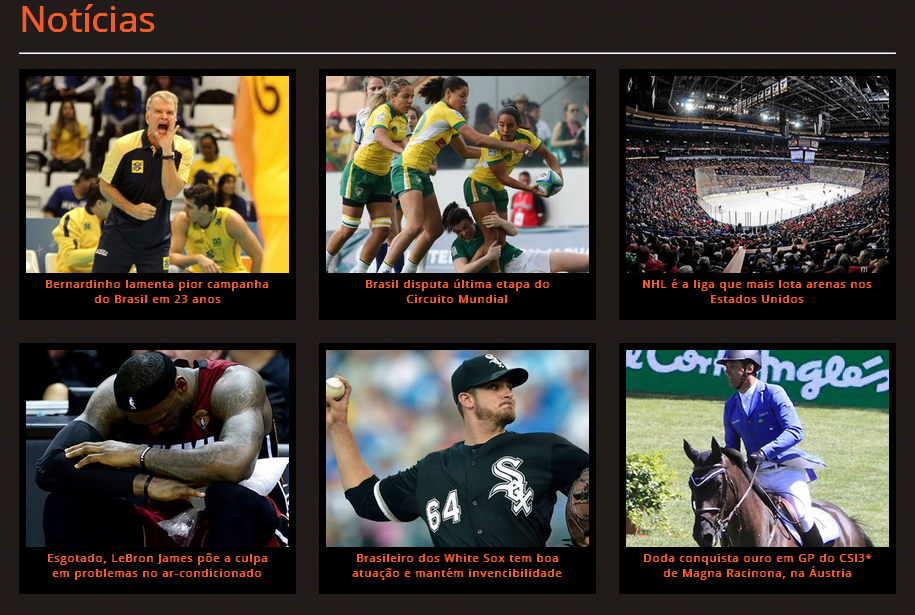 Notícias
Bernardinho lamenta pior campanha
do Brasil em 23 anos
Brasil disputa última etapa do
Circuito Mundial
NHL é a liga que mais lota arenas nos
Estados Unidos
Esgotado, LeBron James põe a culpa
em problemas no ar-condicionado
64
Sox
Brasileiro dos White Sox tem boa
atuação e mantém invencibilidade
Doda conquista ouro em GP do CSI3*
de Magna Racinona, na Áustria